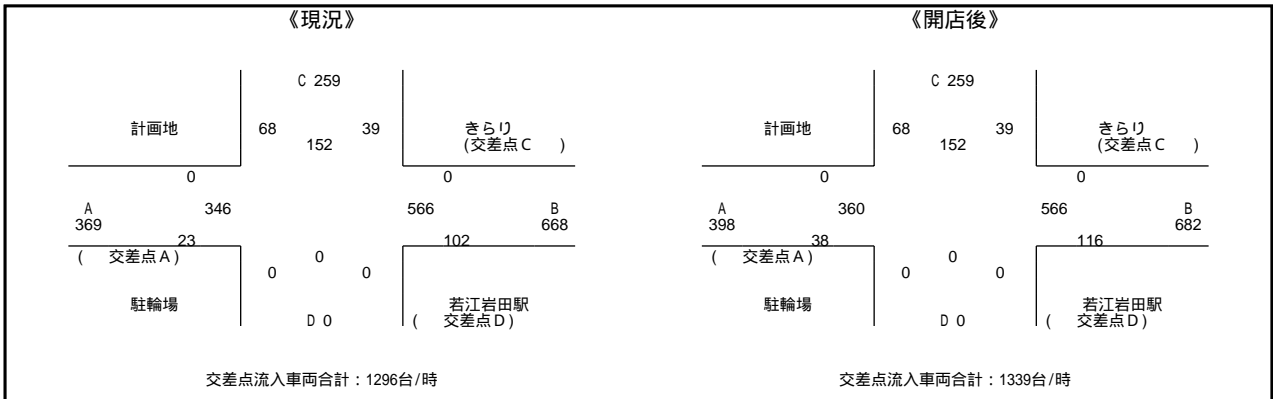 《現況》
C 259
計画地
68
39
152
きらり
(交差点C )
0
0
A
346
566
B
369
668
23
102
( 交差点A)
0
0
0
駐輪場
若江岩田駅
D 0
( 交差点D)
交差点流入車両合計:1296台/時
《開店後》
C 259
計画地
68
39
152
きらり
(交差点C )
0
0
A
360
566
B
398
682
38
116
( 交差点A)
0
0
0
駐輪場
若江岩田駅
D 0
( 交差点D)
交差点流入車両合計:1339台/時